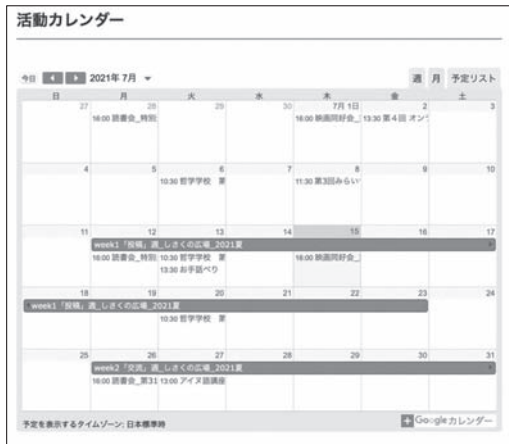 活動カレンダー
今日 2021年 7月 週 月 予定リスト
日 月 火 水 木 金 土
27 28 29 30 7月 1日 2 3
16:00 読書会_特別 16:00 映画同好会_ 13:30 第4回 オン
4 5 6 7 8 9 10
10:30 哲学学校 11:30 第3回みらい
11 12 13 14 15 16 17
week1「投稿」週_しさくの広場_2021夏
16:00 読書会_特別 10:30 哲学学校 16:00 映画同好会_
13:30 お手話べり
18 19 20 21 22 23 24
week1「投稿」週_しさくの広場_2021夏
10:30 哲学学校
25 26 27 28 29 30 31
week2「交流」週_しさくの広場_2021夏
16:00 読書会_第31 13:00 アイヌ語講座
予定を表示するタイムゾーン: 日本標準時 Google カレンダー